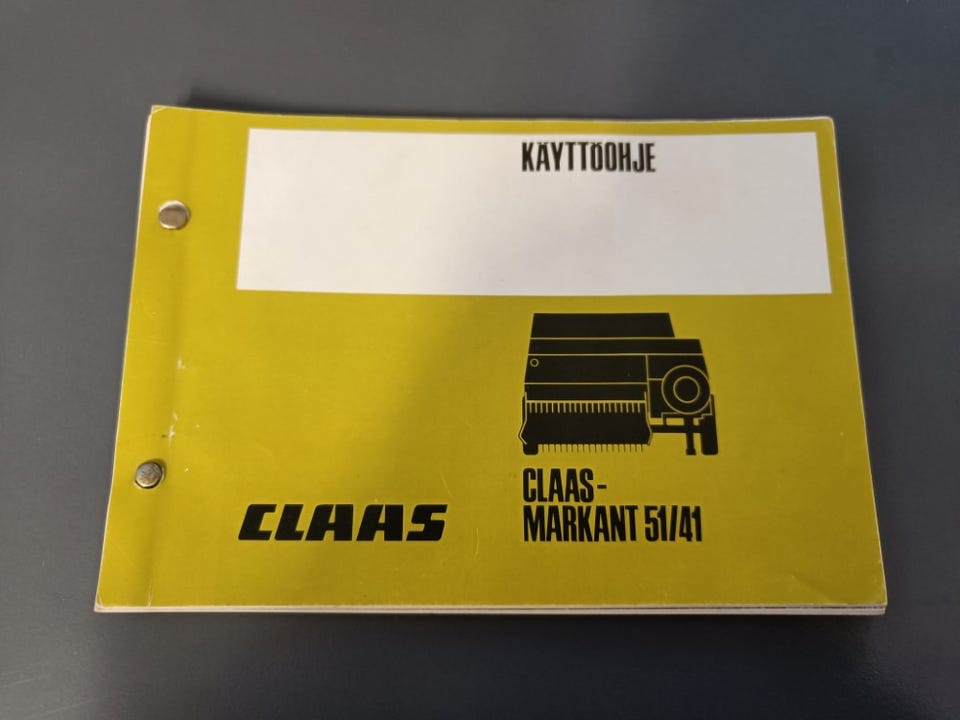 KÄYTTÖOHJE
CLAAS
CLAAS-
MARKANT 51/41